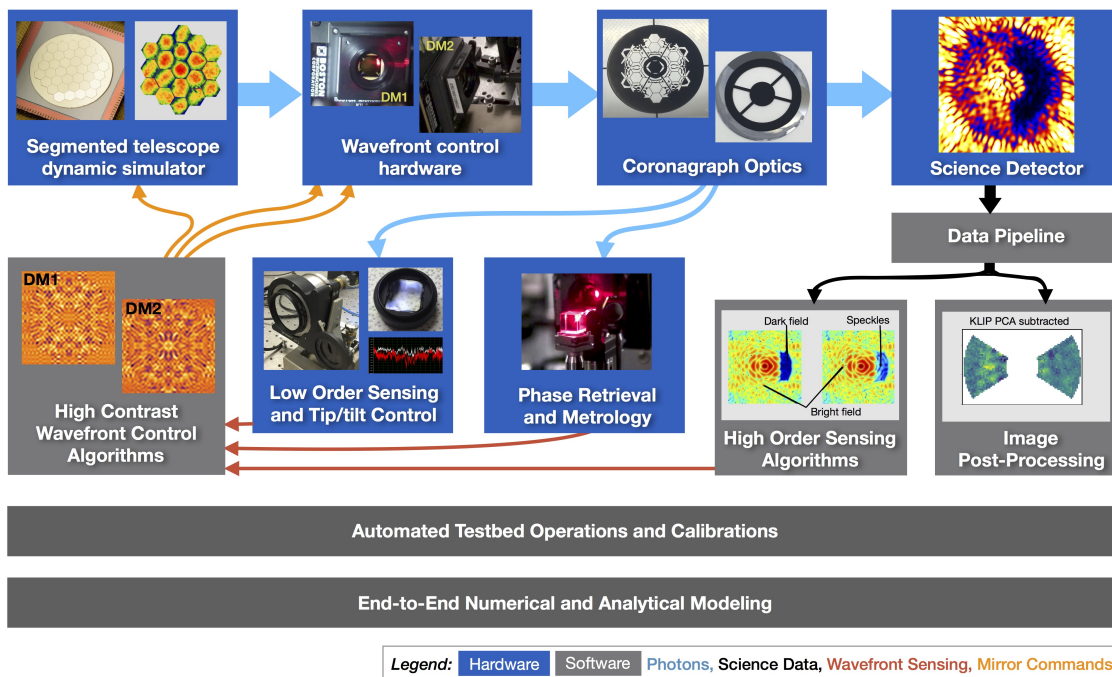 BOSTON
MICROMACHINES
CORPORATION
DM1
DM2
Segmented telescope
dynamic simulator
Wavefront control
hardware
Coronagraph Optics
Science Detector
Data Pipeline
DM1
DM2
High Contrast
Wavefront Control
Algorithms
Low Order Sensing
and Tip/tilt Control
Phase Retrieval
and Metrology
Dark field
Speckles
Bright field
High Order Sensing
Algorithms
KLIP PCA subtracted
Image
Post-Processing
Automated Testbed Operations and Calibrations
End-to-End Numerical and Analytical Modeling
Legend: Hardware Software Photons, Science Data, Wavefront Sensing, Mirror Commands